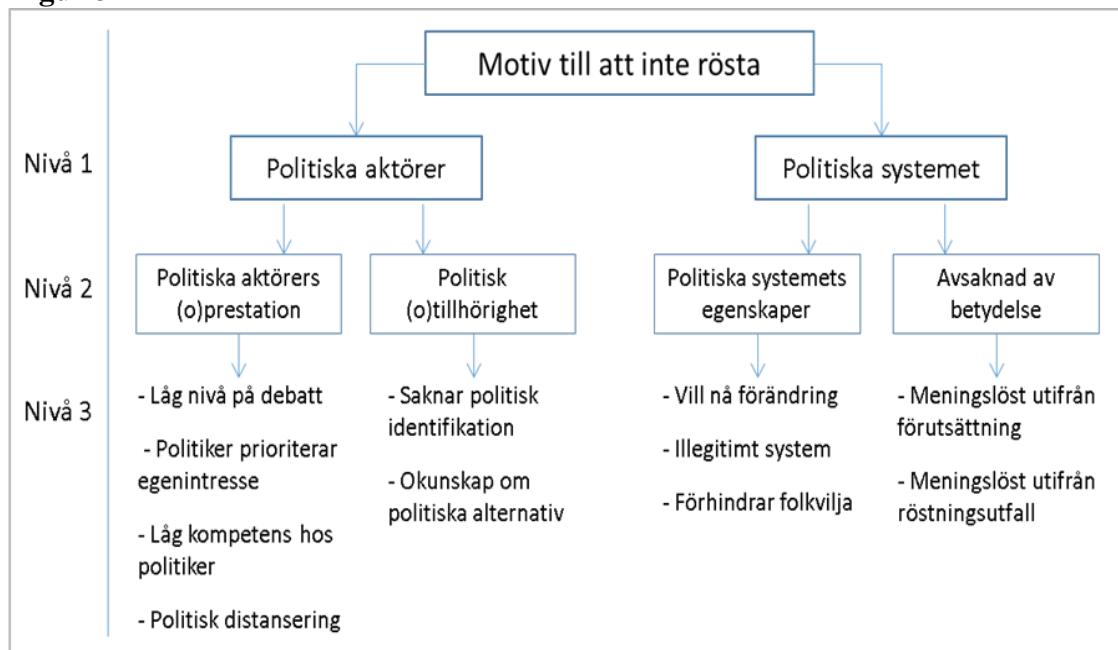 Motiv till att inte rösta
Nivå 1
Politiska aktörer
Politiska systemet
Nivå 2
Politiska aktörers
(o)prestation
Politisk
(o)tillhörighet
Politiska systemets
egenskaper
Avsaknad av
betydelse
Nivå 3
- Låg nivå på debatt
- Politiker prioriterar
egenintresse
- Låg kompetens hos
politiker
- Politisk distansering
- Saknar politisk
identifikation
- Okunskap om
politiska alternativ
- Vill nå förändring
- Illegitimt system
- Förhindrar folkvilja
- Meningslöst utifrån
förutsättning
- Meningslöst utifrån
röstningsutfall